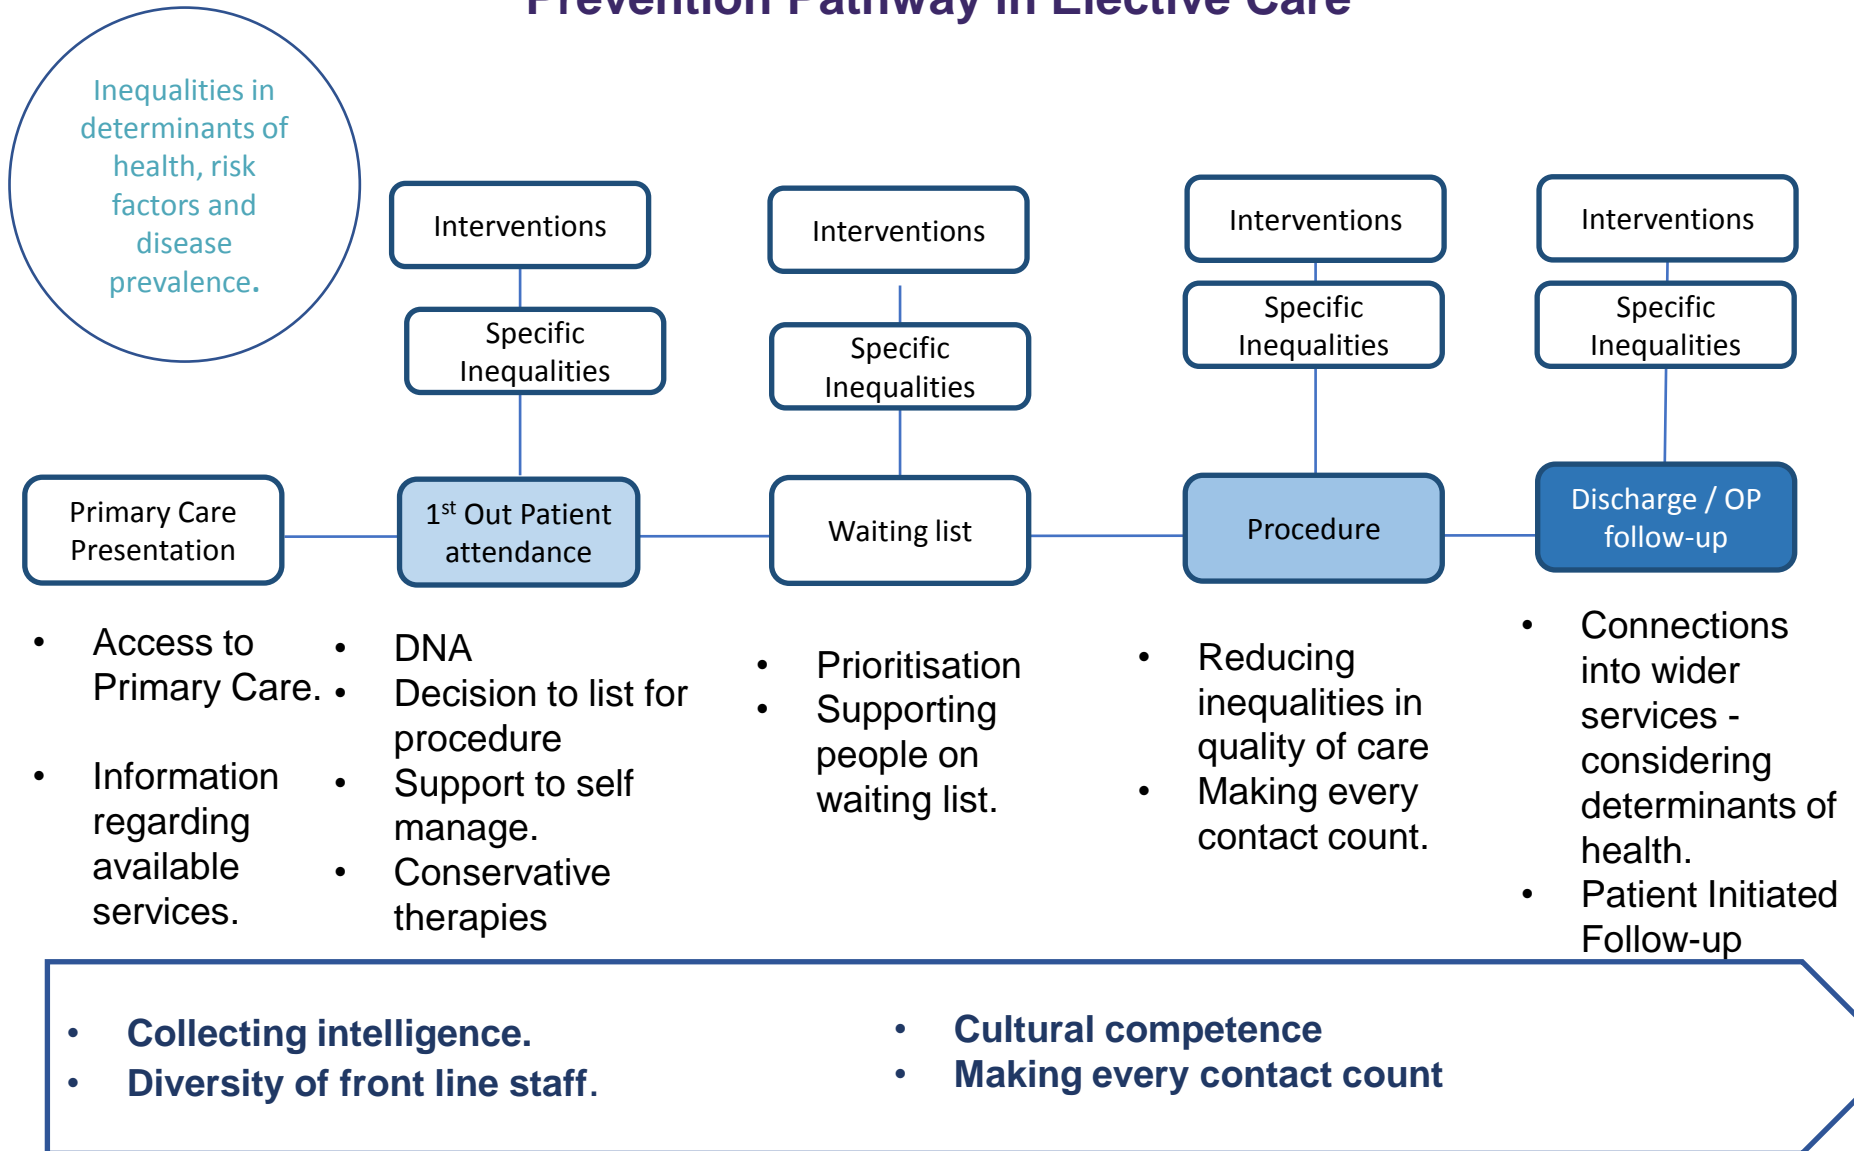 Prevention Pathway in Elective Care
Inequalities in
determinants of
health, risk
factors and
disease
prevalence.
Interventions
Specific
Inequalities
Interventions
Specific
Inequalities
Interventions
Specific
Inequalities
Interventions
Specific
Inequalities
Primary Care
Presentation
1st Out Patient
attendance
Waiting list
Procedure
Discharge / OP
follow-up
• Access to
Primary Care.
• Information
regarding
available
services.
• DNA
• Decision to list for
procedure
• Support to self
manage.
• Conservative
therapies
• Prioritisation
• Supporting
people on
waiting list.
• Reducing
inequalities in
quality of care
• Making every
contact count.
• Connections
into wider
services -
considering
determinants of
health.
• Patient Initiated
Follow-up
• Collecting intelligence.
• Diversity of front line staff.
• Cultural competence
• Making every contact count